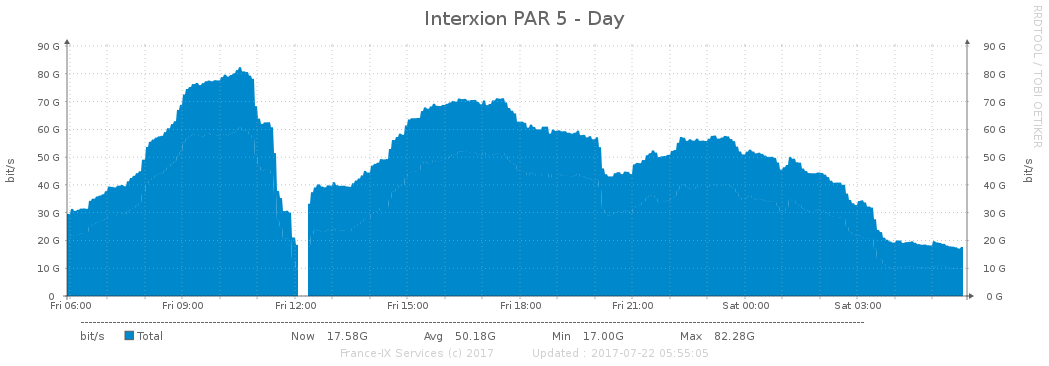 Interxion PAR 5 - Day
RRDTOOL / TOBI OETIKER
90 G 90 G
80 G 80 G
70 G 70 G
60 G 60 G
50 G 50 G
40 G 40 G
30 G 30 G
20 G 20 G
10 G 10 G
0 0 G
bit/s
bit/s
Fri 06:00 Fri 09:00 Fri 12:00 Fri 15:00 Fri 18:00 Fri 21:00 Sat 00:00 Sat 03:00
bit/s Total Now 17.58G Avg 50.18G Min 17.00G Max 82.28G
France-IX Services (c) 2017 Updated : 2017-07-22 05:55:05